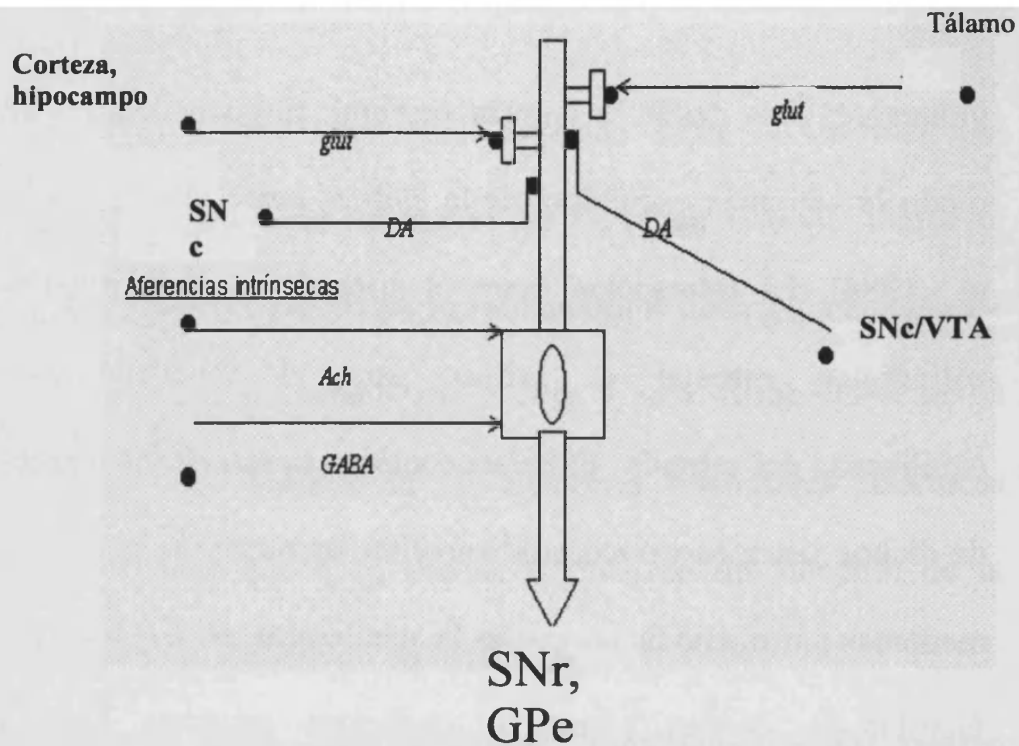 Tálamo
Corteza,
hipocampo
glut
glut
SN
c
DA
DA
Aferencias intrínsecas
SNc/VTA
Ach
GABA
SNr,
GPe